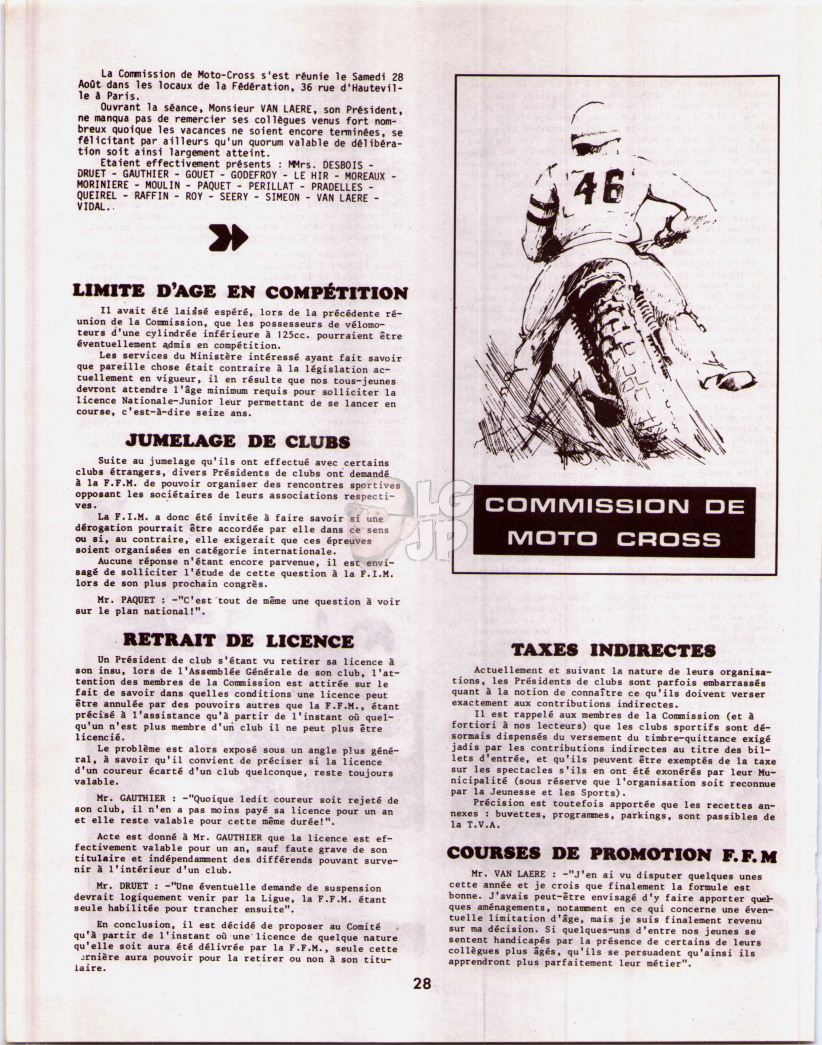 La Commission de Moto-Cross s'est réunie le Samedi 28
Août dans les locaux de la Fédération, 36 rue d'Hautevil-
le à Paris.
Ouvrant la séance, Monsieur VAN LAERE, son Président,
ne manqua pas de remercier ses collègues venus fort nom-
breux quoique les vacances ne soient encore terminées, se
félicitant par ailleurs qu'un quorum valable de délibéra-
tion soit ainsi largement atteint.
Etaient effectivement présents : MMrs. DESBOIS -
DRUET - GAUTHIER - GOUET - GODEFROY - LE HIR - MOREAUX -
MORINIERE - MOULIN - PAQUET - PERILLAT - PRADELLES -
QUEIREL - RAFFIN - ROY - SEERY - SIMEON - VAN LAERE -
VIDAL.
LIMITE D'AGE EN COMPÉTITION
Il avait été laissé espéré, lors de la précédente ré-
union de la Commission, que les possesseurs de vélomo-
teurs d'une cylindrée inférieure à 125cc. pourraient être
éventuellement admis en compétition.
Les services du Ministère intéressé ayant fait savoir
que pareille chose était contraire à la législation ac-
tuellement en vigueur, il en résulte que nos tous-jeunes
devront attendre l'âge minimum requis pour solliciter la
licence Nationale-Junior leur permettant de se lancer en
course, c'est-à-dire seize ans.
JUMELAGE DE CLUBS
Suite au jumelage qu'ils ont effectué avec certains
clubs étrangers, divers Présidents de clubs ont demandé
à la F.F.M. de pouvoir organiser des rencontres sportives
opposant les sociétaires de leurs associations respecti-
ves.
La F.I.M. a donc été invitée à faire savoir si une
dérogation pourrait être accordée par elle dans ce sens
ou si, au contraire, elle exigerait que ces épreuves
soient organisées en catégorie internationale.
Aucune réponse n'étant encore parvenue, il est envi-
sagé de solliciter l'étude de cette question à la F.I.M.
lors de son plus prochain congrès.
Mr. PAQUET : -"C'est tout de même une question à voir
sur le plan national!".
RETRAIT DE LICENCE
Un Président de club s'étant vu retirer sa licence à
son insu, lors de l'Assemblée Générale de son club, l'at-
tention des membres de la Commission est attirée sur le
fait de savoir dans quelles conditions une licence peut
être annulée par des pouvoirs autres que la F.F.M., étant
précisé à l'assistance qu'à partir de l'instant où quel-
qu'un n'est plus membre d'un club il ne peut plus être
licencié.
Le problème est alors exposé sous un angle plus géné-
ral, à savoir qu'il convient de préciser si la licence
d'un coureur écarté d'un club quelconque, reste toujours
valable.
Mr. GAUTHIER : -"Quoique ledit coureur soit rejeté de
son club, il n'en a pas moins payé sa licence pour un an
et elle reste valable pour cette même durée!".
Acte est donné à Mr. GAUTHIER que la licence est ef-
fectivement valable pour un an, sauf faute grave de son
titulaire et indépendamment des différends pouvant surve-
nir à l'intérieur d'un club.
Mr. DRUET : -"Une éventuelle demande de suspension
devrait logiquement venir par la Ligue, la F.F.M. étant
seule habilitée pour trancher ensuite".
En conclusion, il est décidé de proposer au Comité
qu'à partir de l'instant où une licence de quelque nature
qu'elle soit aura été délivrée par la F.F.M., seule cette
rnière aura pouvoir pour la retirer ou non à son titu-
laire.
46
LG
JP
COMMISSION DE
MOTO CROSS
TAXES INDIRECTES
Actuellement et suivant la nature de leurs organisa-
tions, les Présidents de clubs sont parfois embarrassés
quant à la notion de connaître ce qu'ils doivent verser
exactement aux contributions indirectes.
Il est rappelé aux membres de la Commission (et à
fortiori à nos lecteurs) que les clubs sportifs sont dé-
sormais dispensés du versement du timbre-quittance exigé
jadis par les contributions indirectes au titre des bil-
lets d'entrée, et qu'ils peuvent être exemptés de la taxe
sur les spectacles s'ils en ont été exonérés par leur Mu-
nicipalité (sous réserve que l'organisation soit reconnue
par la Jeunesse et les Sports).
Précision est toutefois apportée que les recettes an-
nexes : buvettes, programmes, parkings, sont passibles de
la T.V.A.
COURSES DE PROMOTION F.F.M
Mr. VAN LAERE : -"J'en ai vu disputer quelques unes
cette année et je crois que finalement la formule est
bonne. J'avais peut-être envisagé d'y faire apporter quel-
ques aménagements, notamment en ce qui concerne une éven-
tuelle limitation d'âge, mais je suis finalement revenu
sur ma décision. Si quelques-uns d'entre nos jeunes se
sentent handicapés par la présence de certains de leurs
collègues plus âgés, qu'ils se persuadent qu'ainsi ils
apprendront plus parfaitement leur métier".
28